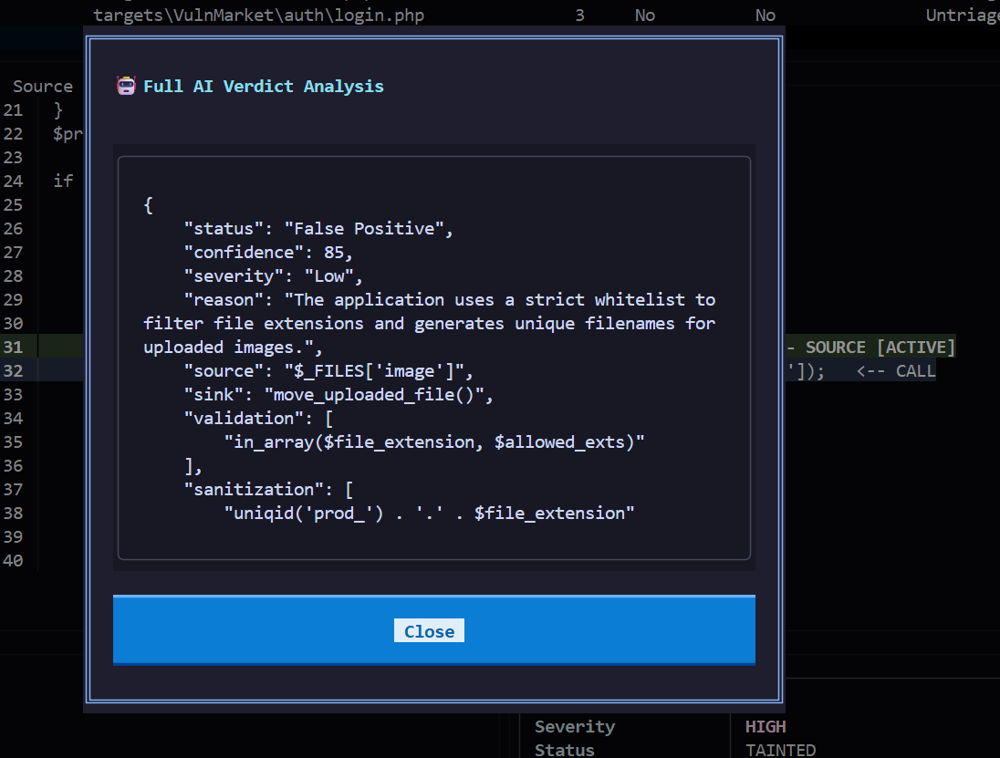 targets\VulnMarket\auth\login.php 3 No No Untriage
Full AI Verdict Analysis
Source
21 }
22 $pr
23
24 if
25
26
27
28
29
30
31 - SOURCE [ACTIVE]
32 ']); <-- CALL
33
34
35
36
37
38
39
40
{
"status": "False Positive",
"confidence": 85,
"severity": "Low",
"reason": "The application uses a strict whitelist to
filter file extensions and generates unique filenames for
uploaded images.",
"source": "$_FILES['image']",
"sink": "move_uploaded_file()",
"validation": [
"in_array($file_extension, $allowed_exts)"
],
"sanitization": [
"uniqid('prod_') . '.' . $file_extension"
Close
Severity HIGH
Status TAINTED